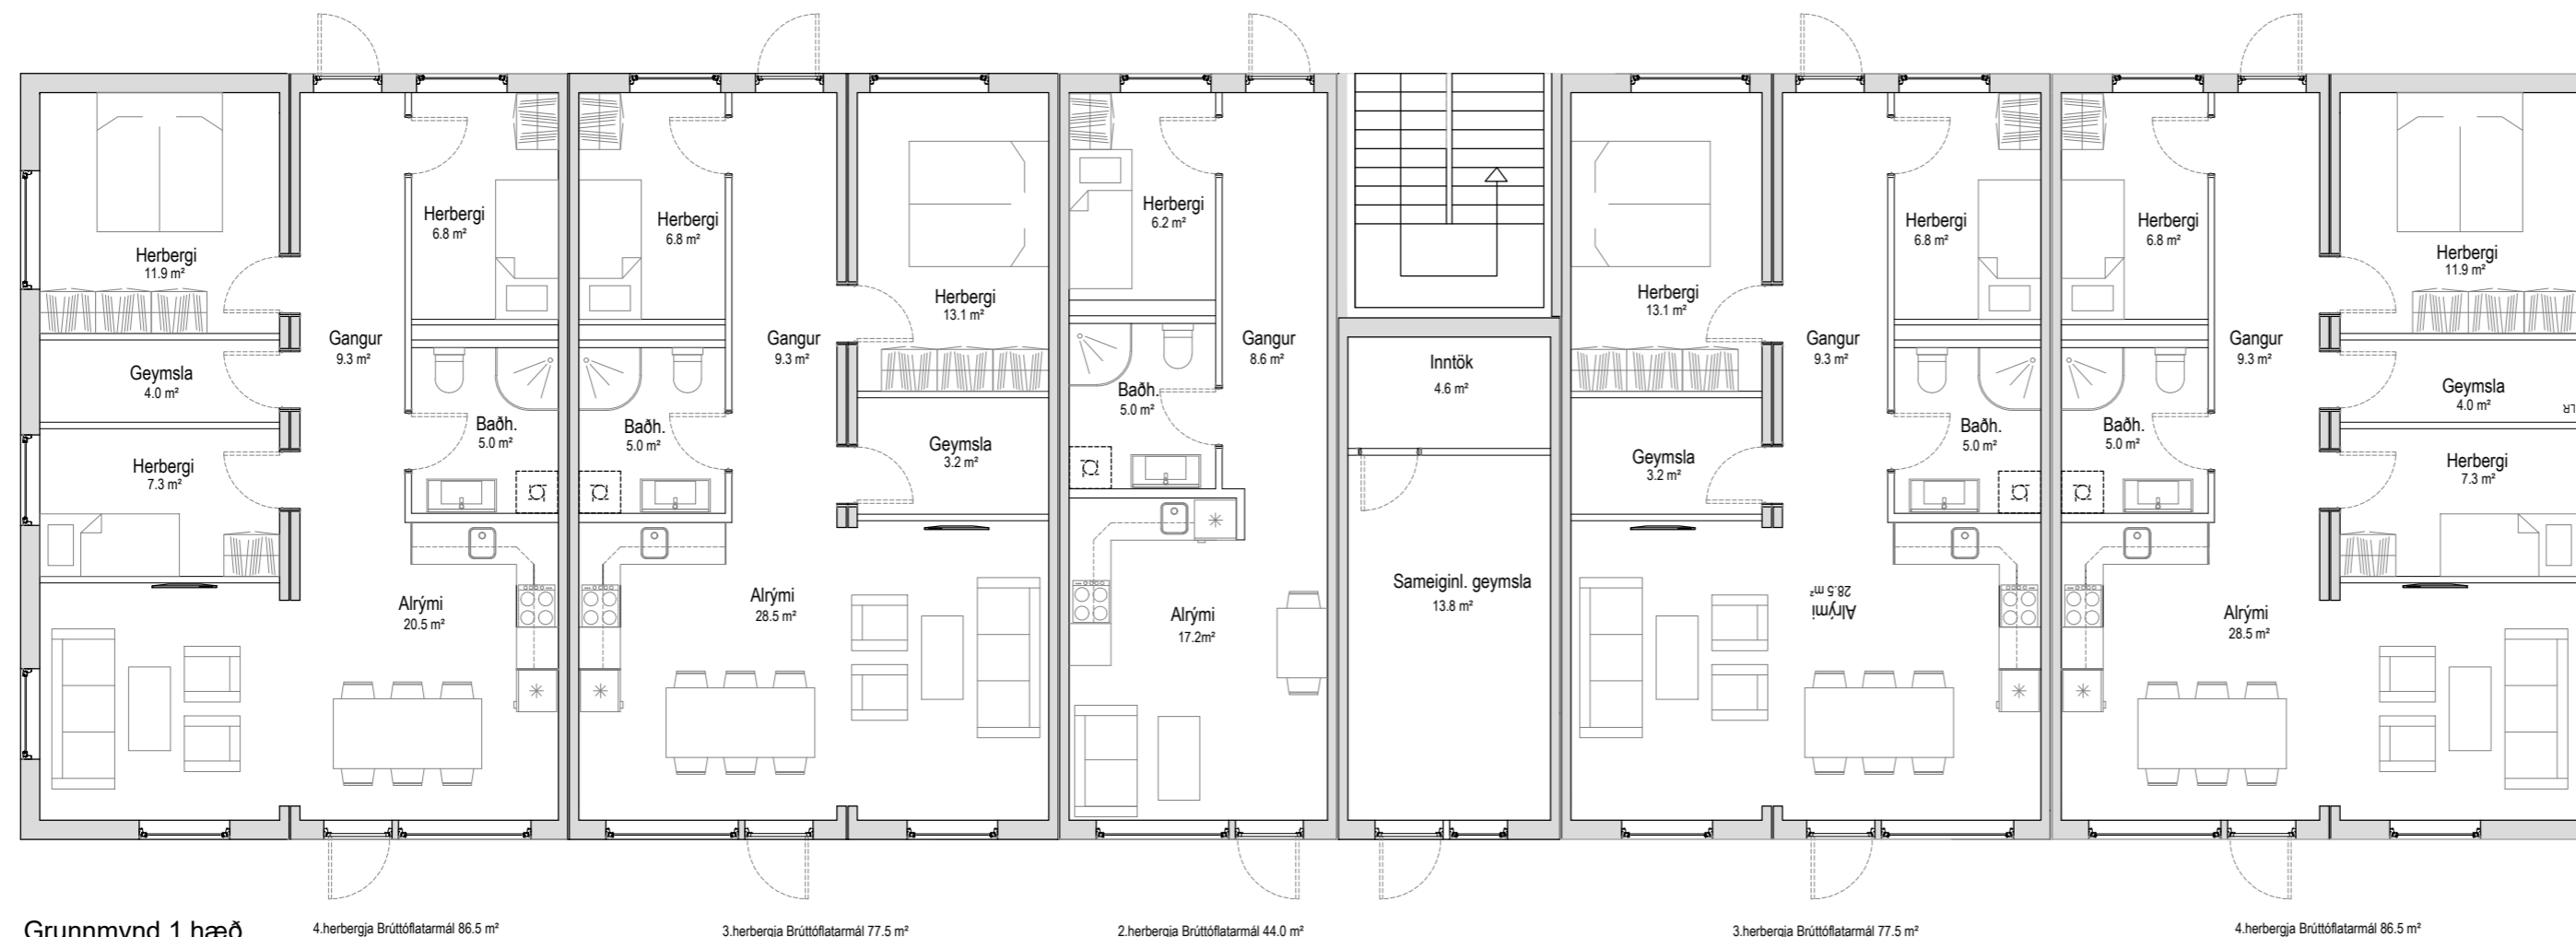 Herbergi
11.9 m²
Geymsla
4.0 m²
Herbergi
7.3 m²
Gangur
9.3 m²
Herbergi
6.8 m²
Baðh.
5.0 m²
Alrými
20.5 m²
Herbergi
6.8 m²
Baðh.
5.0 m²
Gangur
9.3 m²
Herbergi
13.1 m²
Geymsla
3.2 m²
Alrými
28.5 m²
Herbergi
6.2 m²
Baðh.
5.0 m²
Gangur
8.6 m²
Alrými
17.2m²
Inntök
4.6 m²
Sameiginl. geymsla
13.8 m²
Herbergi
13.1 m²
Geymsla
3.2 m²
Gangur
9.3 m²
Herbergi
6.8 m²
Baðh.
5.0 m²
Alrými
28.5 m²
Herbergi
6.8 m²
Baðh.
5.0 m²
Gangur
9.3 m²
Alrými
28.5 m²
Herbergi
11.9 m²
Geymsla
4.0 m²
Herbergi
7.3 m²
Grunnmynd 1 hæð
4.herbergja Brúttóflatarmál 86.5 m²
3.herbergja Brúttóflatarmál 77.5 m²
2.herbergja Brúttóflatarmál 44.0 m²
3.herbergja Brúttóflatarmál 77.5 m²
4.herbergja Brúttóflatarmál 86.5 m²